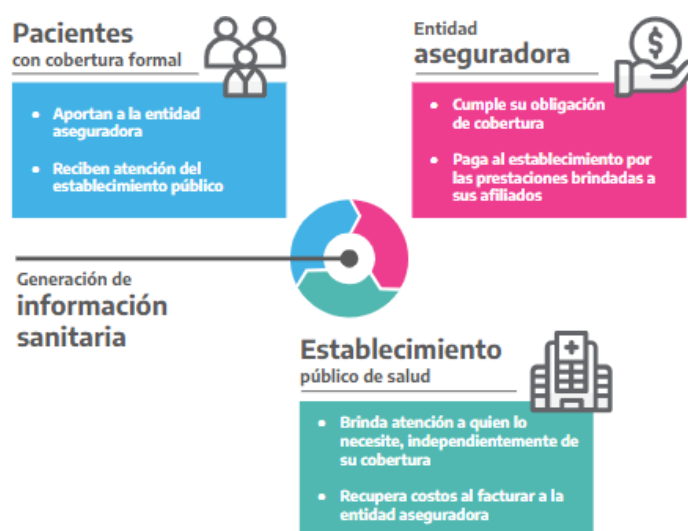 Pacientes
con cobertura formal
• Aportan a la entidad
aseguradora
• Reciben atención del
establecimiento público
Entidad
aseguradora
$
• Cumple su obligación
de cobertura
• Paga al establecimiento por
las prestaciones brindadas a
sus afiliados
Generación de
información
sanitaria
Establecimiento
público de salud
• Brinda atención a quien lo
necesite, independientemente de
su cobertura
• Recupera costos al facturar a la
entidad aseguradora